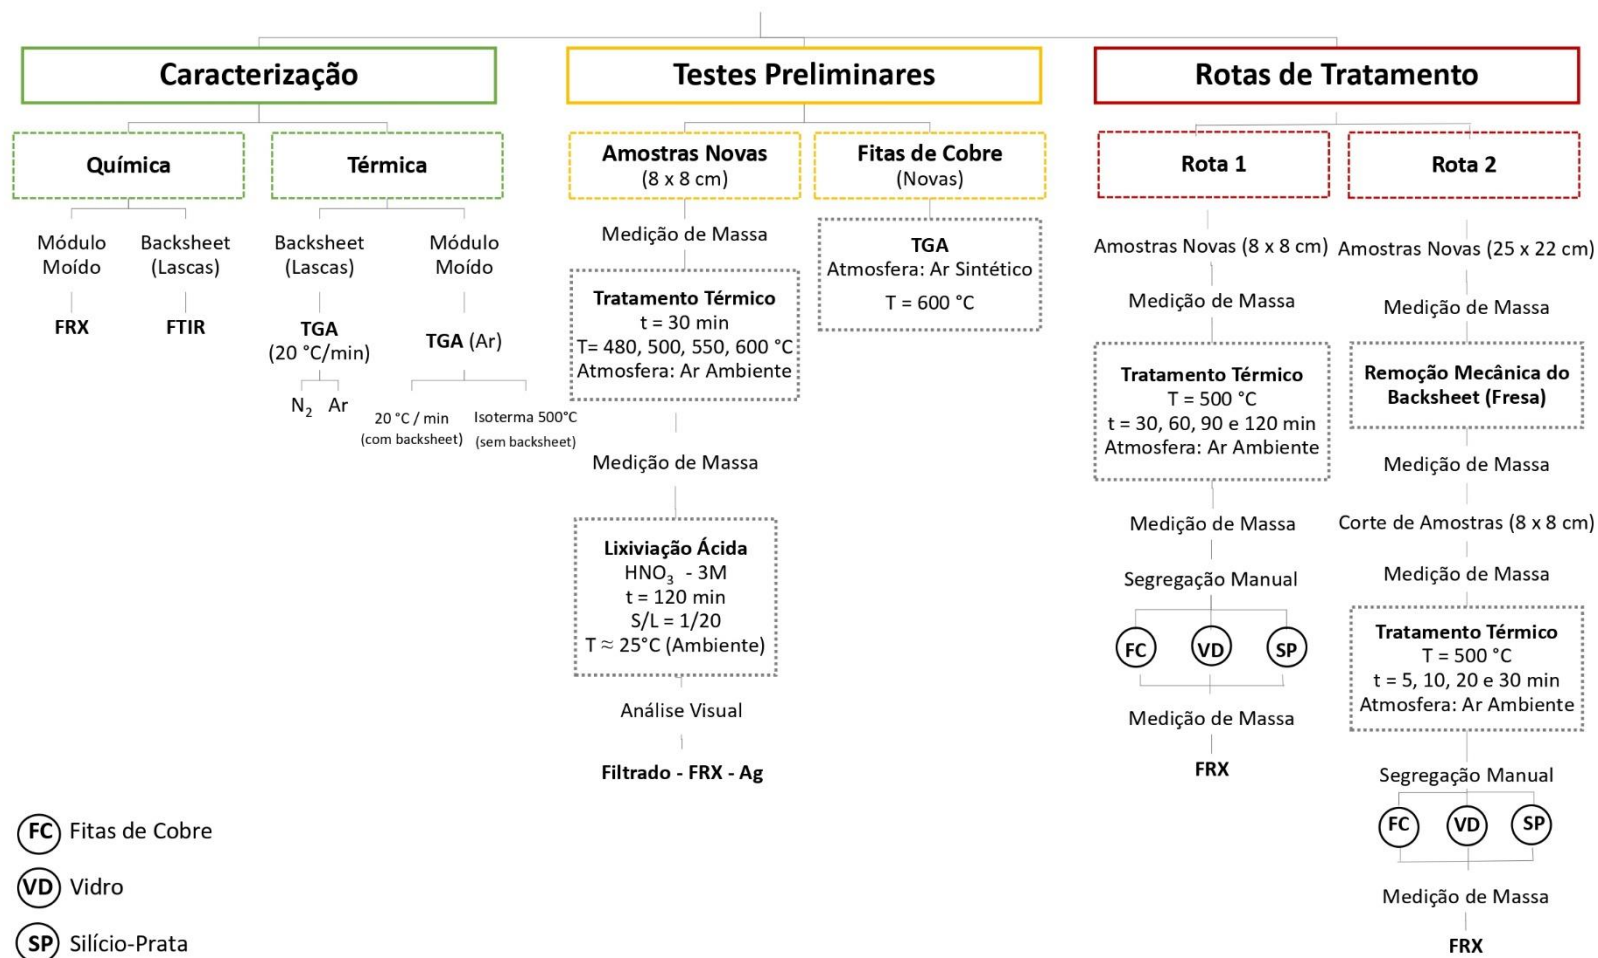 Caracterização
Química
Térmica
Módulo
Moído
FRX
Backsheet
(Lascas)
FTIR
Backsheet
(Lascas)
TGA
(20 °C/min)
N₂
Ar
Módulo
Moído
TGA (Ar)
20 °C / min
(com backsheet)
Isoterma 500°C
(sem backsheet)
Testes Preliminares
Amostras Novas
(8 x 8 cm)
Medição de Massa
Tratamento Térmico
t = 30 min
T= 480, 500, 550, 600 °C
Atmosfera: Ar Ambiente
Medição de Massa
Lixiviação Ácida
HNO₃ - 3M
t = 120 min
S/L = 1/20
T ≈ 25°C (Ambiente)
Análise Visual
Filtrado - FRX - Ag
Fitas de Cobre
(Novas)
TGA
Atmosfera: Ar Sintético
T = 600 °C
Rotas de Tratamento
Rota 1
Amostras Novas (8 x 8 cm)
Medição de Massa
Tratamento Térmico
T = 500 °C
t = 30, 60, 90 e 120 min
Atmosfera: Ar Ambiente
Medição de Massa
Segregação Manual
FC VD SP
Medição de Massa
FRX
Rota 2
Amostras Novas (25 x 22 cm)
Medição de Massa
Remoção Mecânica do
Backsheet (Fresa)
Medição de Massa
Corte de Amostras (8 x 8 cm)
Medição de Massa
Tratamento Térmico
T = 500 °C
t = 5, 10, 20 e 30 min
Atmosfera: Ar Ambiente
Segregação Manual
FC VD SP
Medição de Massa
FRX
FC Fitas de Cobre
VD Vidro
SP Silício-Prata